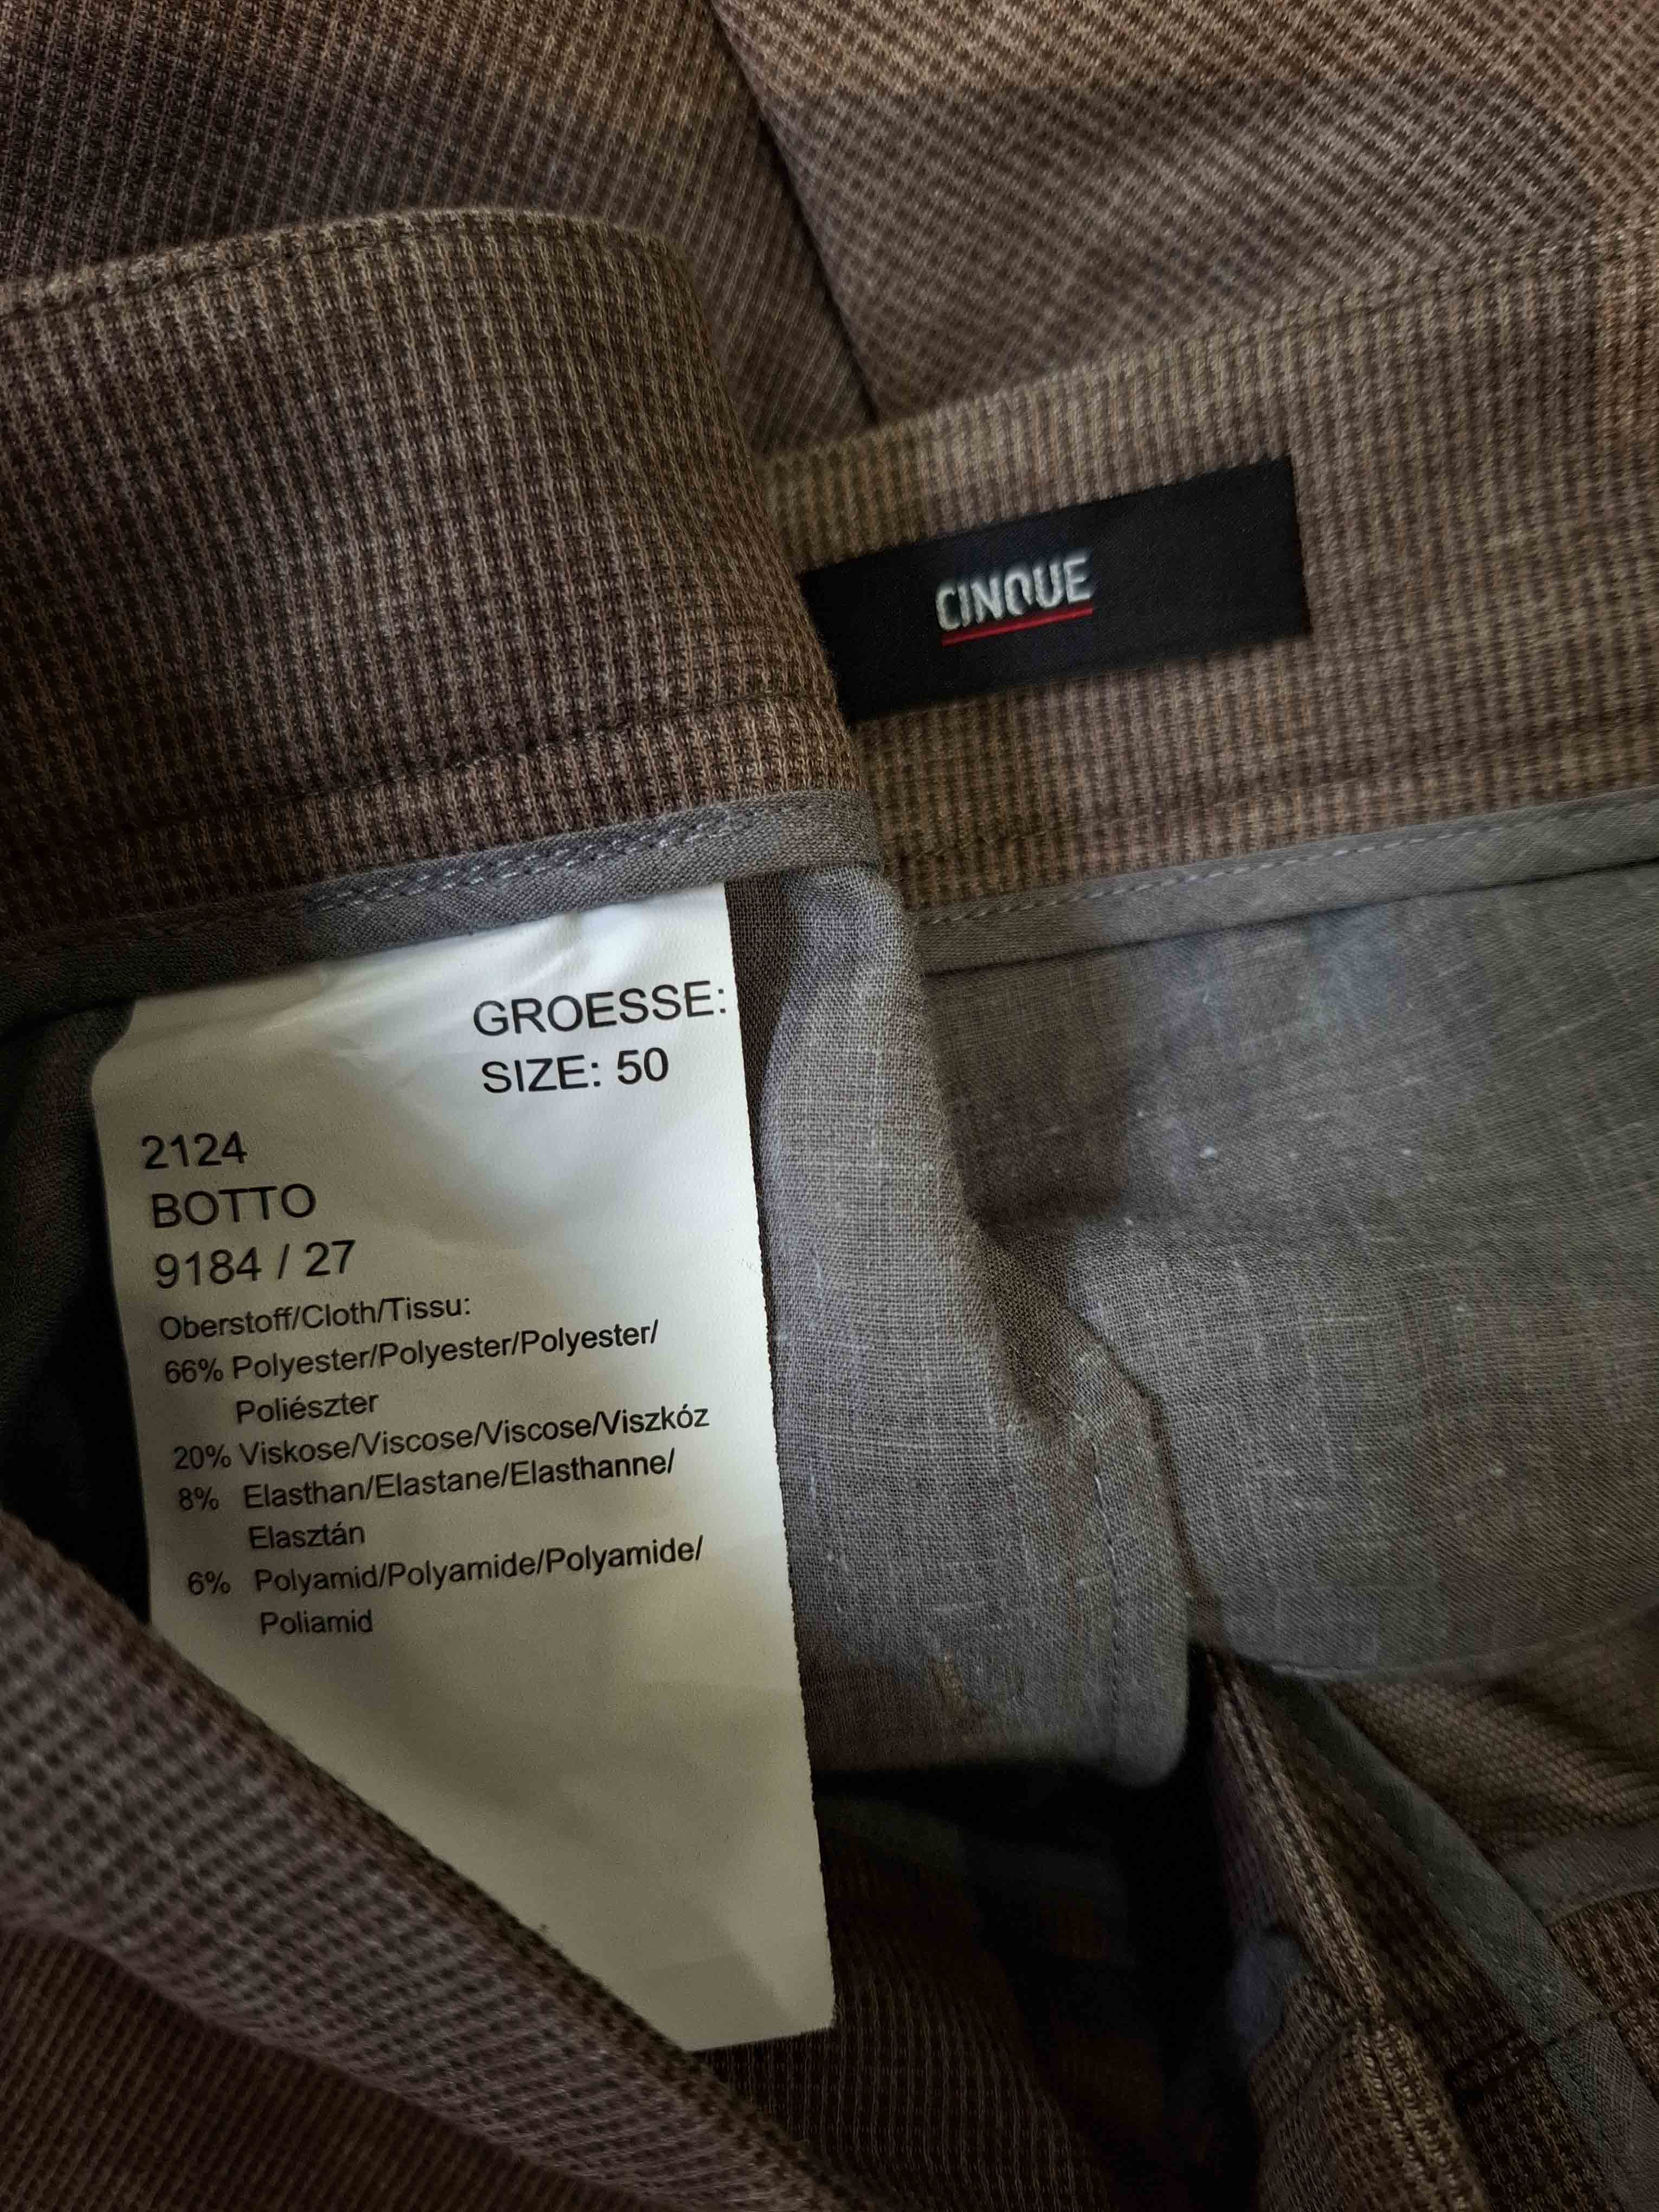 CINQUE
GROESSE:
SIZE: 50
2124
BOTTO
9184 / 27
Oberstoff/Cloth/Tissu:
66% Polyester/Polyester/Polyester/
Poliészter
20% Viskose/Viscose/Viscose/Viszkóz
8% Elasthan/Elastane/Elasthanne/
Elasztán
6% Polyamid/Polyamide/Polyamide/
Poliamid